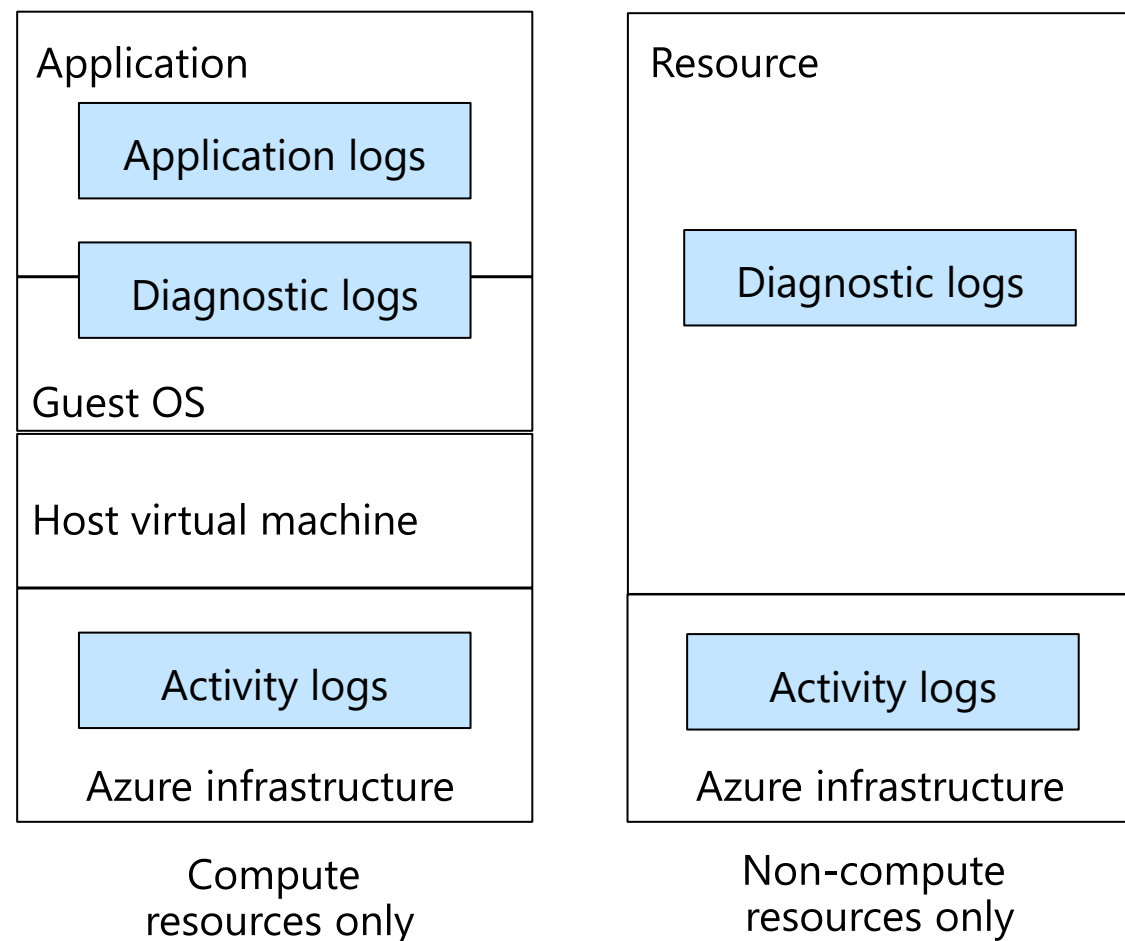 Application
Application logs
Diagnostic logs
Guest OS
Host virtual machine
Activity logs
Azure infrastructure
Compute
resources only
Resource
Diagnostic logs
Activity logs
Azure infrastructure
Non-compute
resources only